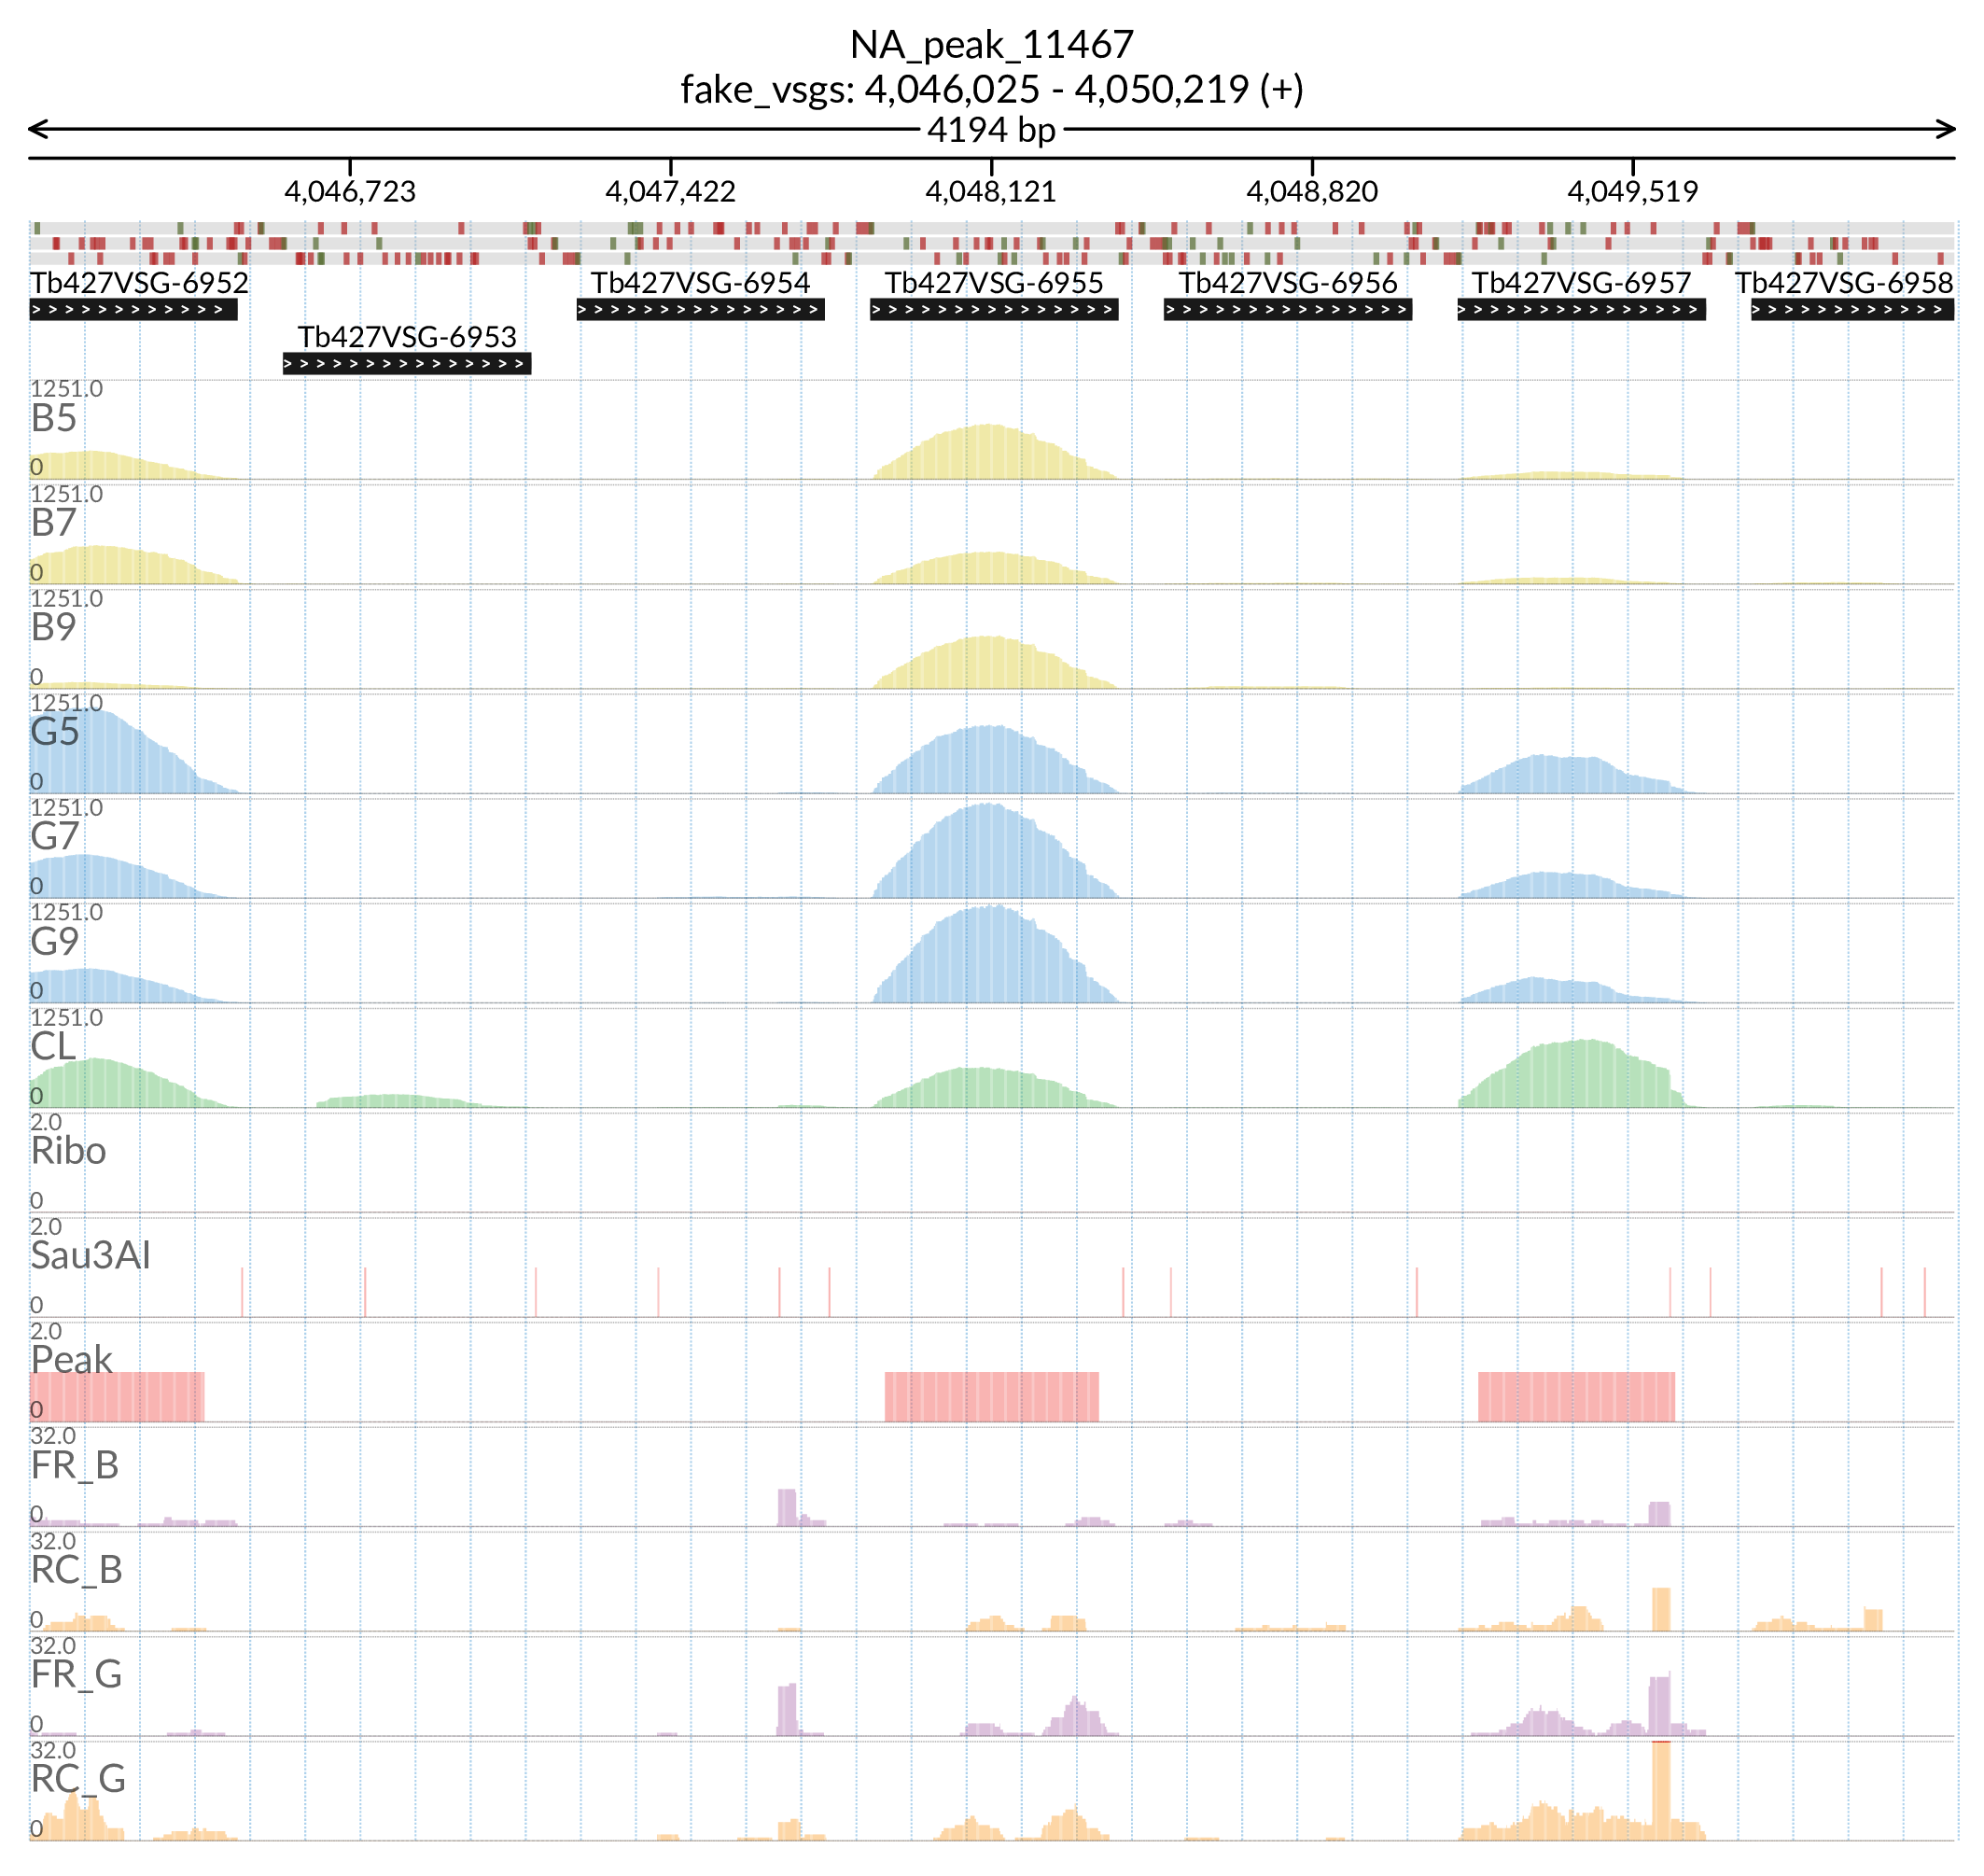 NA_peak_11467
fake_vsgs: 4,046,025 - 4,050,219 (+)
4194 bp
4,046,723 4,047,422 4,048,121 4,048,820 4,049,519
Tb427VSG-6952 Tb427VSG-6954 Tb427VSG-6955 Tb427VSG-6956 Tb427VSG-6957 Tb427VSG-6958
Tb427VSG-6953
1251.0
B5
0
1251.0
B7
0
1251.0
B9
0
1251.0
G5
0
1251.0
G7
0
1251.0
G9
0
1251.0
CL
0
2.0
Ribo
0
2.0
Sau3AI
0
2.0
Peak
0
32.0
FR_B
0
32.0
RC_B
0
32.0
FR_G
0
32.0
RC_G
0